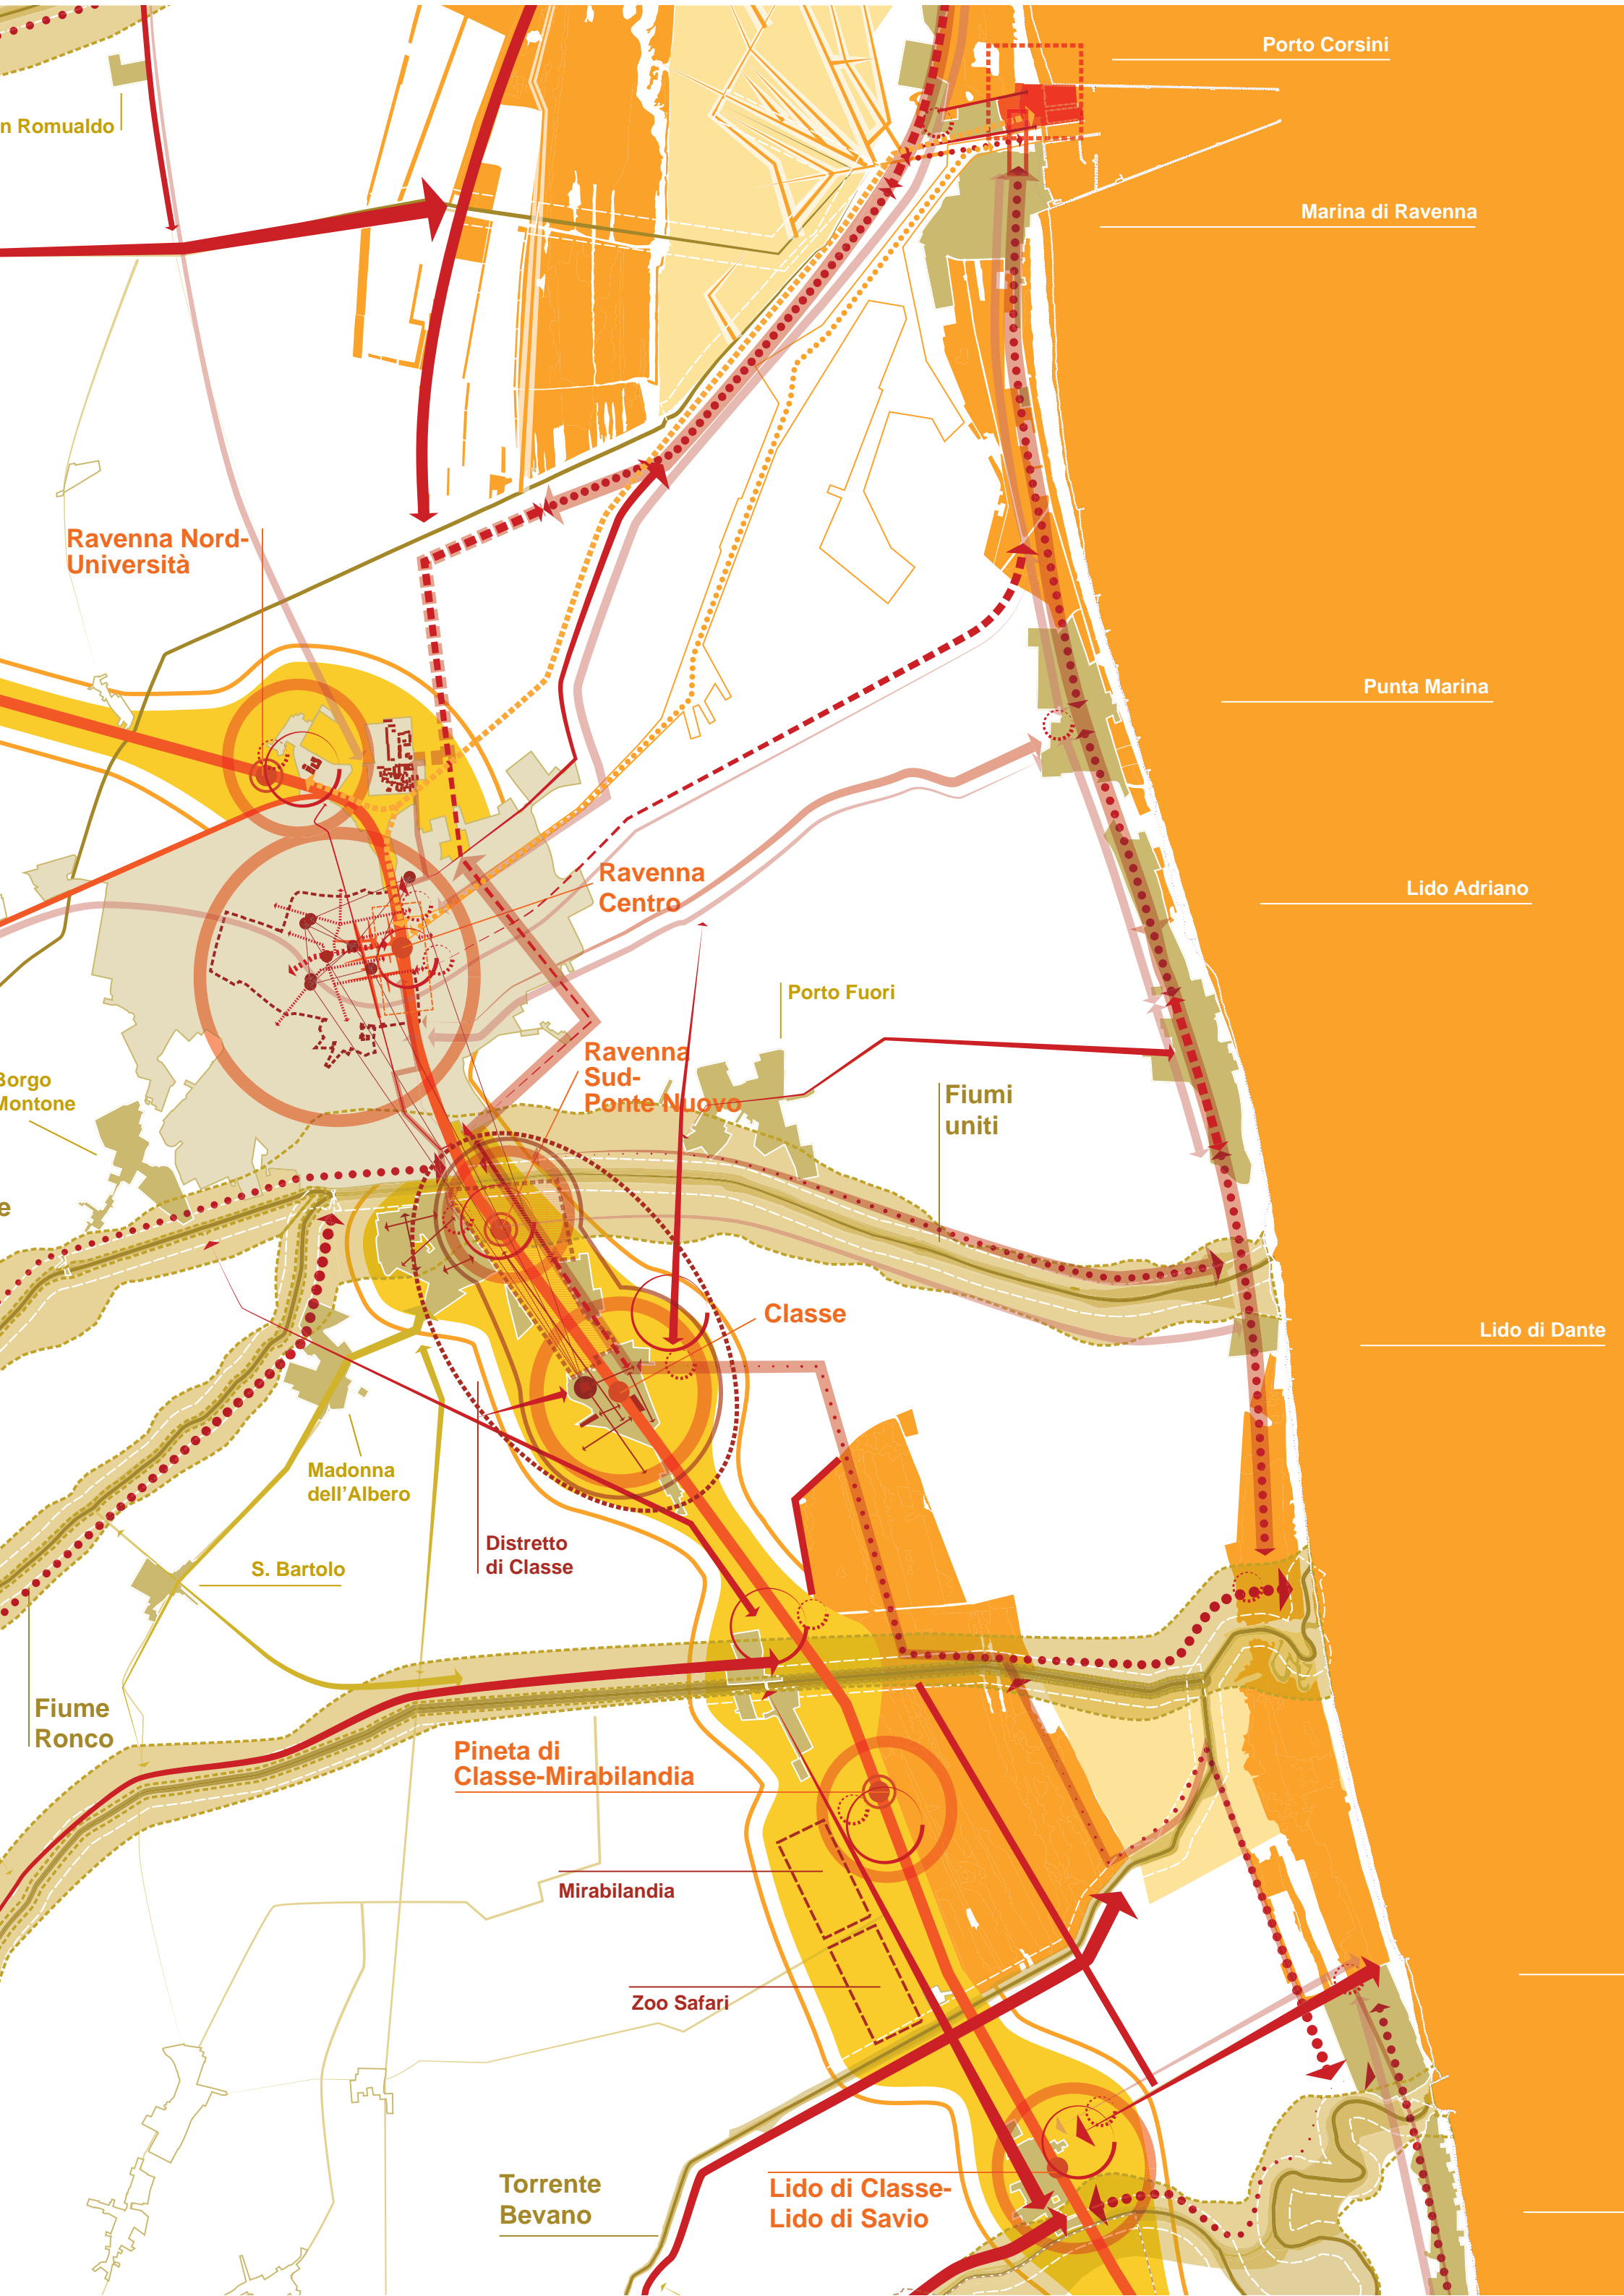 Porto Corsini
n Romualdo
Marina di Ravenna
Ravenna Nord-
Università
Punta Marina
Ravenna
Centro
Lido Adriano
Porto Fuori
Ravenna
Sud-
Ponte Nuovo
Borgo
Montone
Fiumi
uniti
e
Classe
Lido di Dante
Madonna
dell'Albero
Distretto
di Classe
S. Bartolo
Fiume
Ronco
Pineta di
Classe-Mirabilandia
Mirabilandia
Zoo Safari
Torrente
Bevano
Lido di Classe-
Lido di Savio